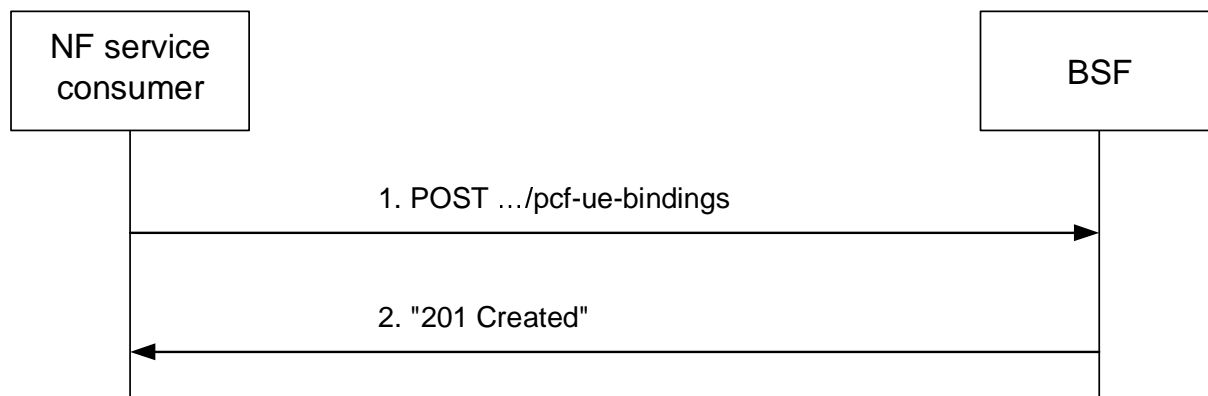 NF service
consumer
BSF
1. POST …/pcf-ue-bindings
2. "201 Created"